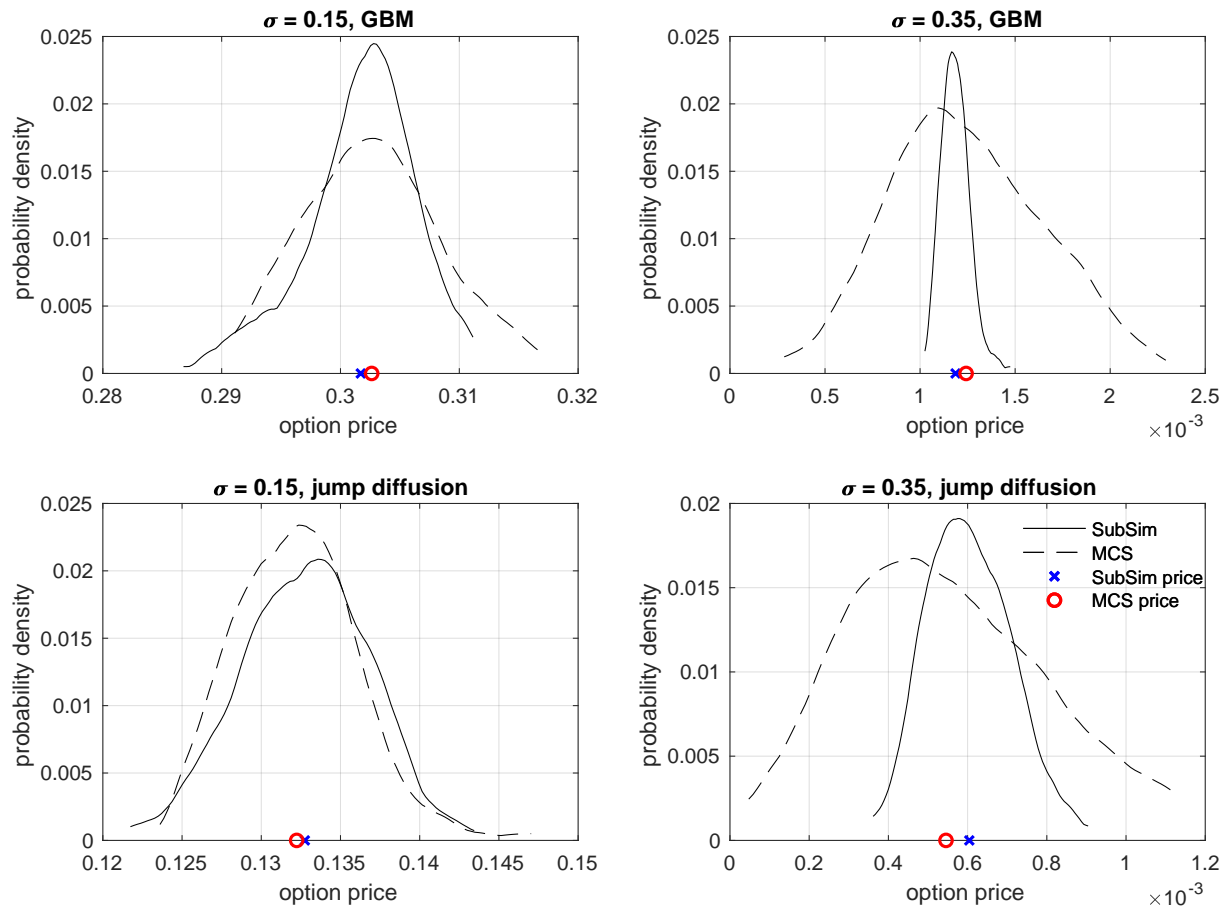 σ = 0.15, GBM
probability density
0.025
0.02
0.015
0.01
0.005
0
0.28 0.29 0.3 0.31 0.32
option price
σ = 0.35, GBM
probability density
0.025
0.02
0.015
0.01
0.005
0
0 0.5 1 1.5 2 2.5
option price
×10-3
σ = 0.15, jump diffusion
probability density
0.025
0.02
0.015
0.01
0.005
0
0.12 0.125 0.13 0.135 0.14 0.145 0.15
option price
σ = 0.35, jump diffusion
probability density
0.02
0.015
0.01
0.005
0
0 0.2 0.4 0.6 0.8 1 1.2
option price
×10-3
SubSim
MCS
SubSim price
MCS price